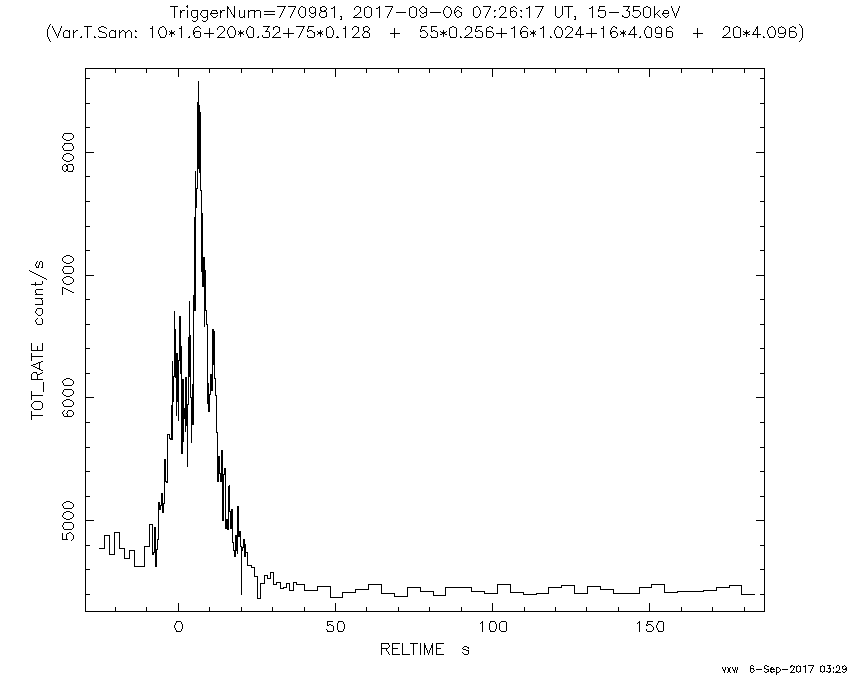 TriggerNum=770981, 2017-09-06 07:26:17 UT, 15-350keV
(Var.T.Sam: 10*1.6+20*0.32+75*0.128 + 55*0.256+16*1.024+16*4.096 + 20*4.096)
TOT_RATE count/s
8000
7000
6000
5000
0 50 100 150
RELTIME s
vxw 6-Sep-2017 03:29